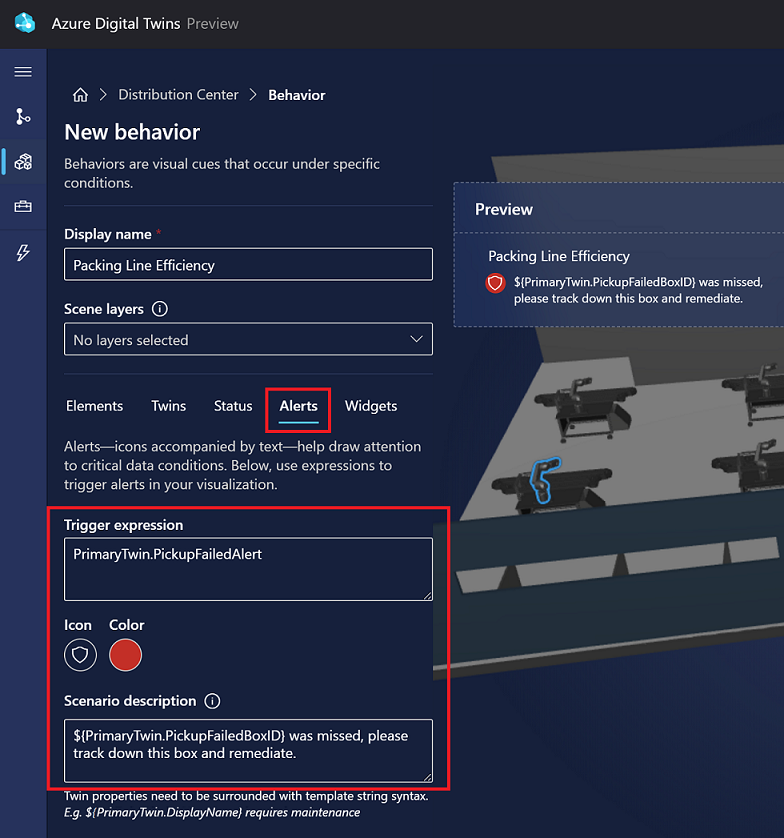 Azure Digital Twins Preview
Distribution Center Behavior
New behavior
Behaviors are visual cues that occur under specific
conditions.
Display name *
Packing Line Efficiency
Scene layers
No layers selected
Elements Twins Status Alerts Widgets
Alerts—icons accompanied by text—help draw attention
to critical data conditions. Below, use expressions to
trigger alerts in your visualization.
Trigger expression
PrimaryTwin.PickupFailedAlert
Icon Color
Scenario description
${PrimaryTwin.PickupFailedBoxID} was missed, please
track down this box and remediate.
Twin properties need to be surrounded with template string syntax.
E.g. ${PrimaryTwin.DisplayName} requires maintenance
Preview
Packing Line Efficiency
${PrimaryTwin.PickupFailedBoxID} was missed,
please track down this box and remediate.